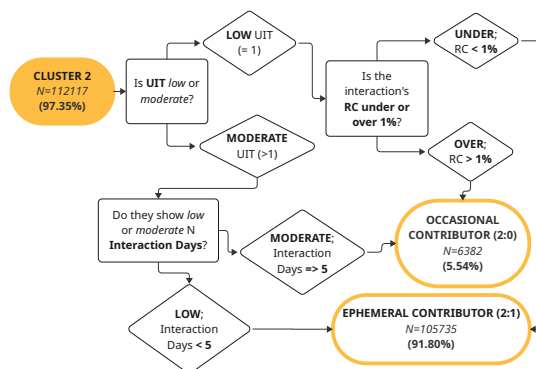 CLUSTER 2
N=112117
(97.35%)
Is UIT low or
moderate?
LOW UIT
(= 1)
Is the
interaction's
RC under or
over 1%?
UNDER;
RC < 1%
OVER;
RC > 1%
MODERATE
UIT (>1)
Do they show low
or moderate N
Interaction Days?
MODERATE;
Interaction
Days => 5
OCCASIONAL
CONTRIBUTOR (2:0)
N=6382
(5.54%)
LOW;
Interaction
Days < 5
EPHEMERAL CONTRIBUTOR (2:1)
N=105735
(91.80%)